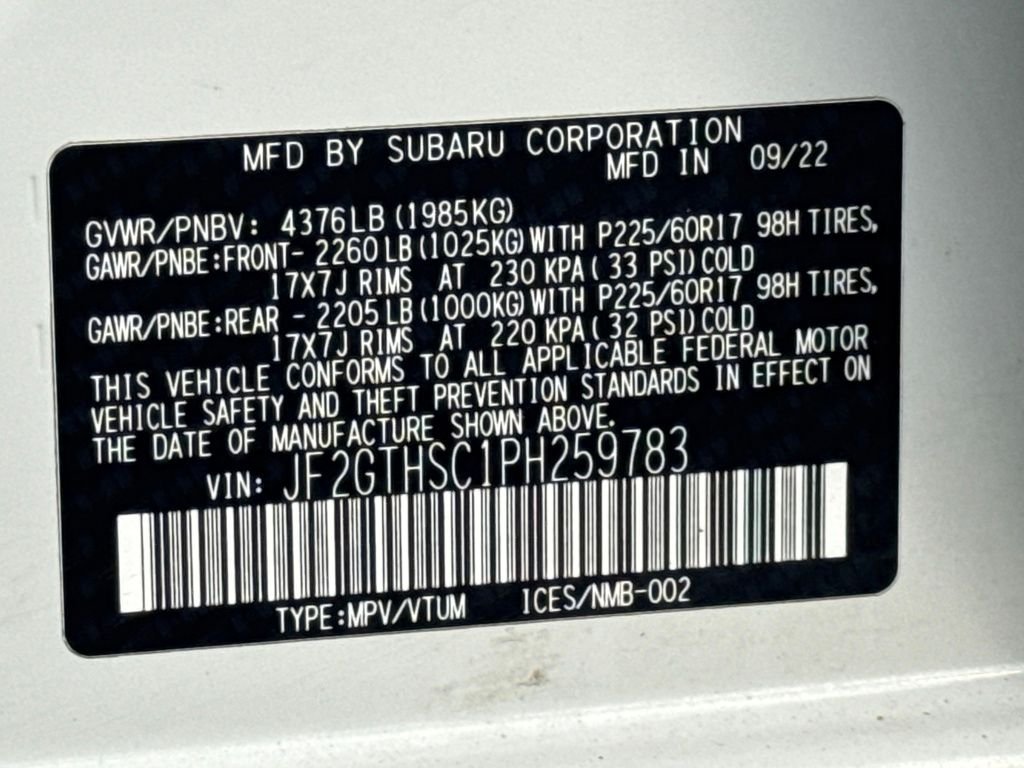 MFD BY SUBARU CORPORATION
MFD IN 09/22
GVWR/PNBV: 4376LB (1985KG)
GAWR/PNBE:FRONT- 2260LB (1025KG) WITH P225/60R17 98H TIRES,
17X7J RIMS AT 230 KPA ( 33 PSI) COLD
GAWR/PNBE:REAR - 2205LB (1000KG) WITH P225/60R17 98H TIRES,
17X7J RIMS AT 220 KPA ( 32 PSI) COLD
THIS VEHICLE CONFORMS TO ALL APPLICABLE FEDERAL MOTOR
VEHICLE SAFETY AND THEFT PREVENTION STANDARDS IN EFFECT ON
THE DATE OF MANUFACTURE SHOWN ABOVE.
VIN: JF2GTHSC1PH259783
TYPE:MPV/VTUM ICES/NMB-002